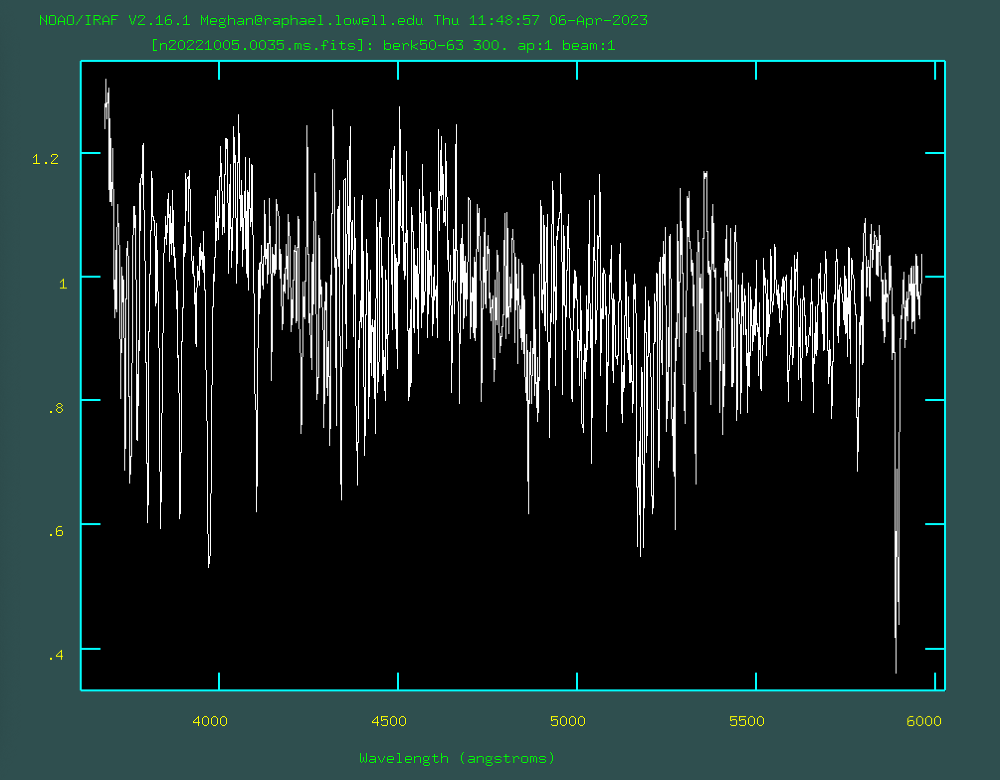 NOAO/IRAF V2.16.1 Meghan@raphael.lowell.edu Thu 11:48:57 06-Apr-2023
[n20221005.0035.ms.fits]: berk50-63 300. ap:1 beam:1
1.2
1
.8
.6
.4
4000 4500 5000 5500 6000
Wavelength (angstroms)